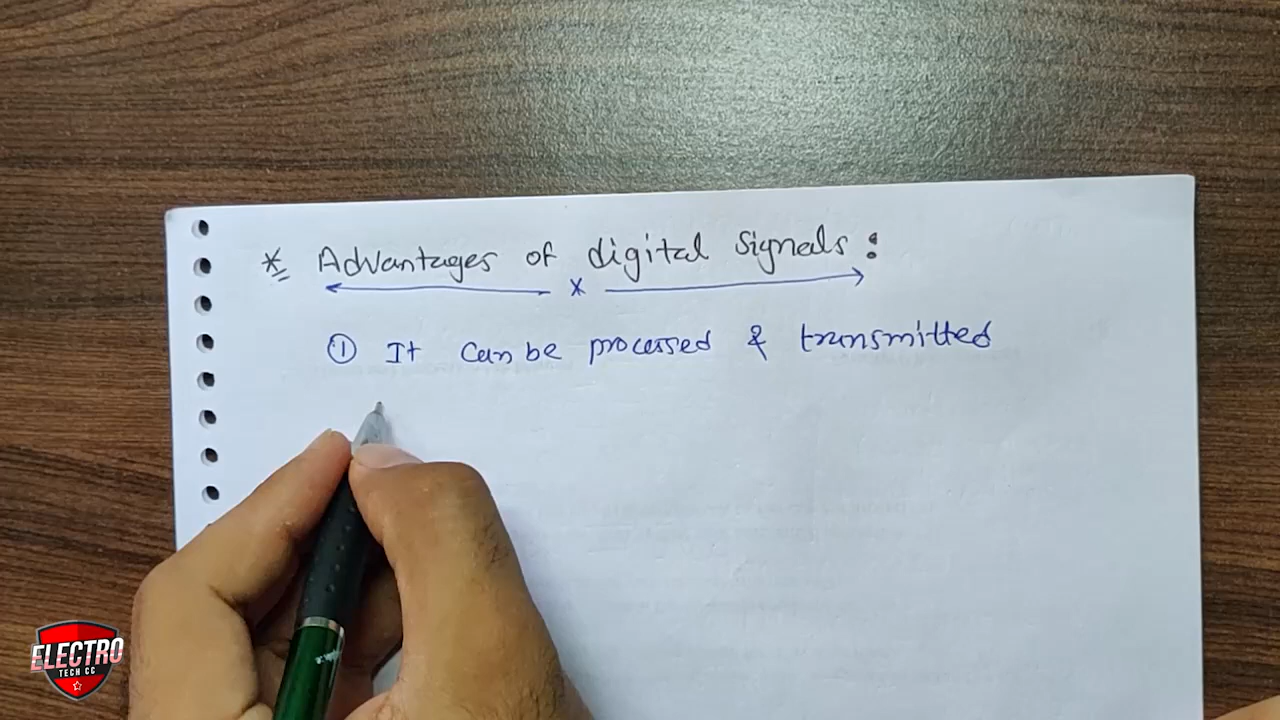 * Advantages of digital signals :
x
① It can be processed & transmitted
ELECTRO
TECH CC